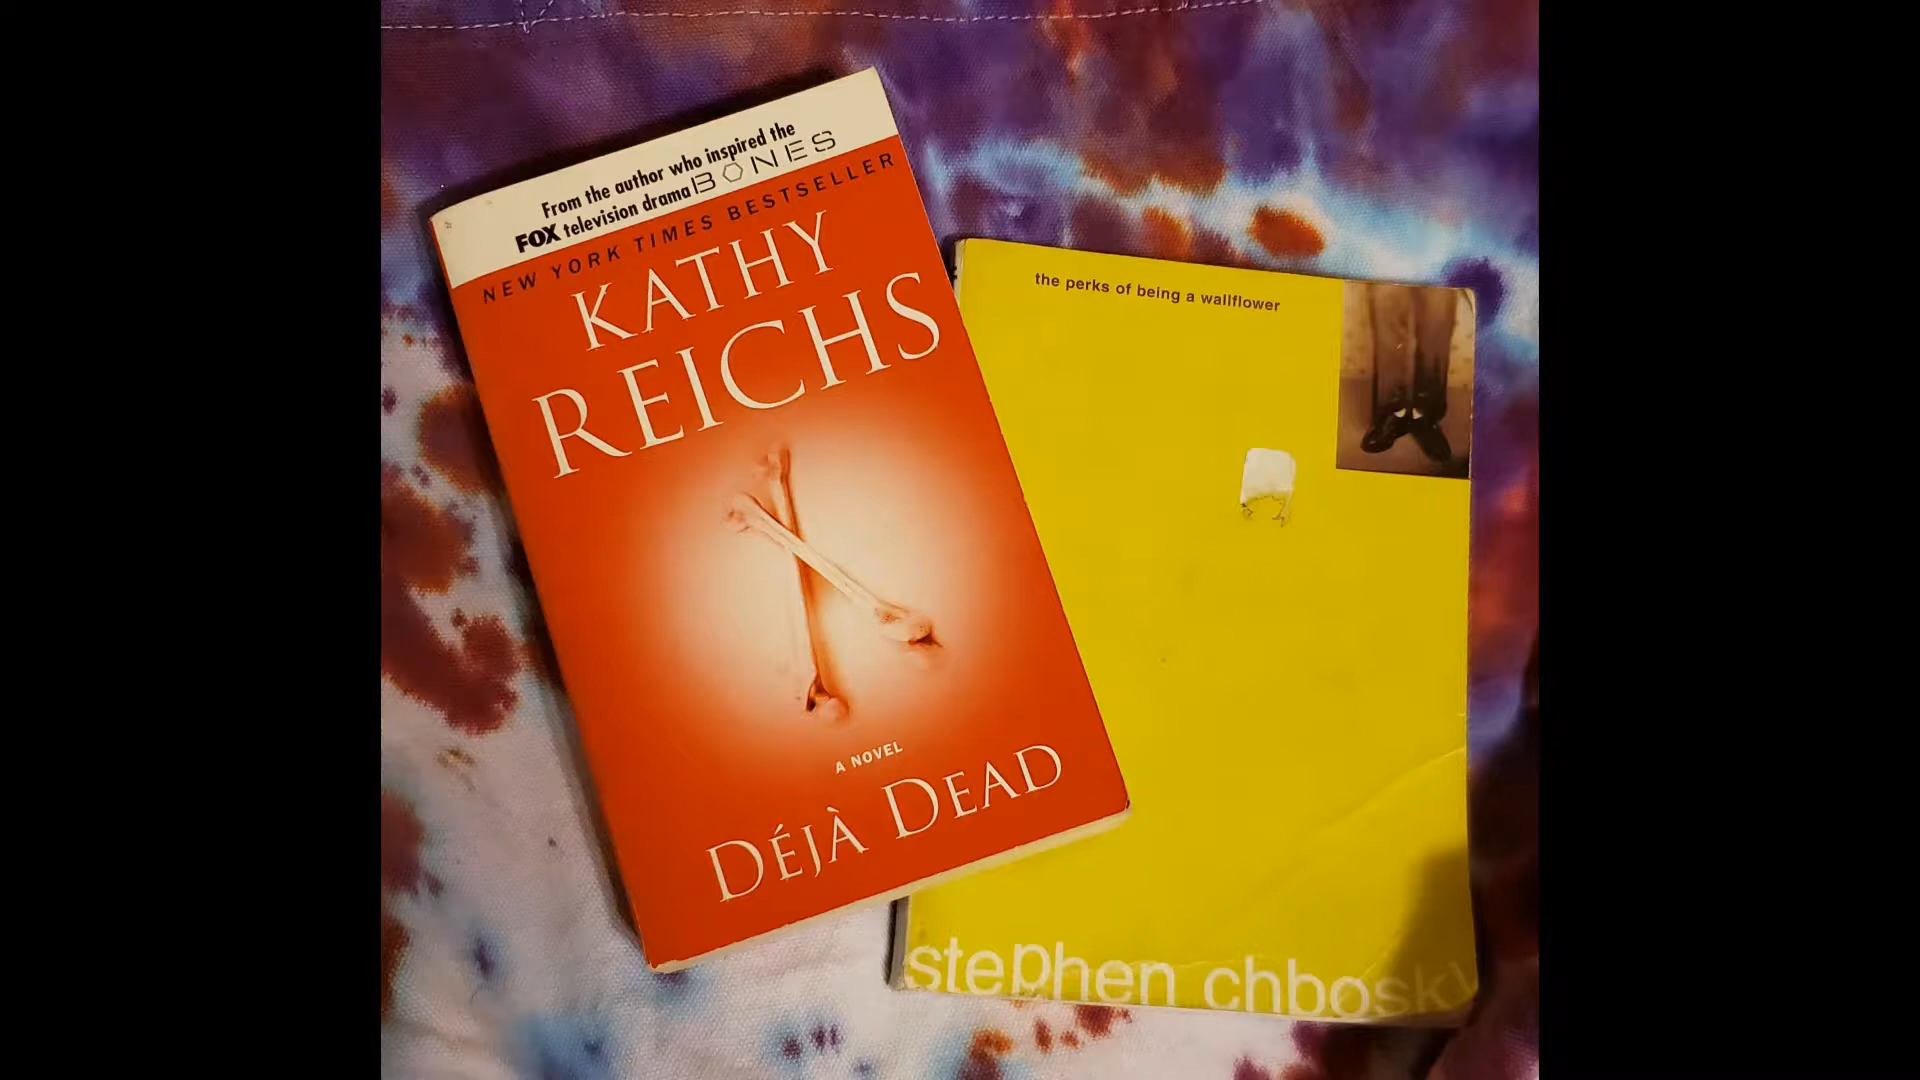 From the author who inspired the
FOX television drama BONES
NEW YORK TIMES BESTSELLER
KATHY
REICHS
A NOVEL
DÉJÀ DEAD
the perks of being a wallflower
stephen chbosky